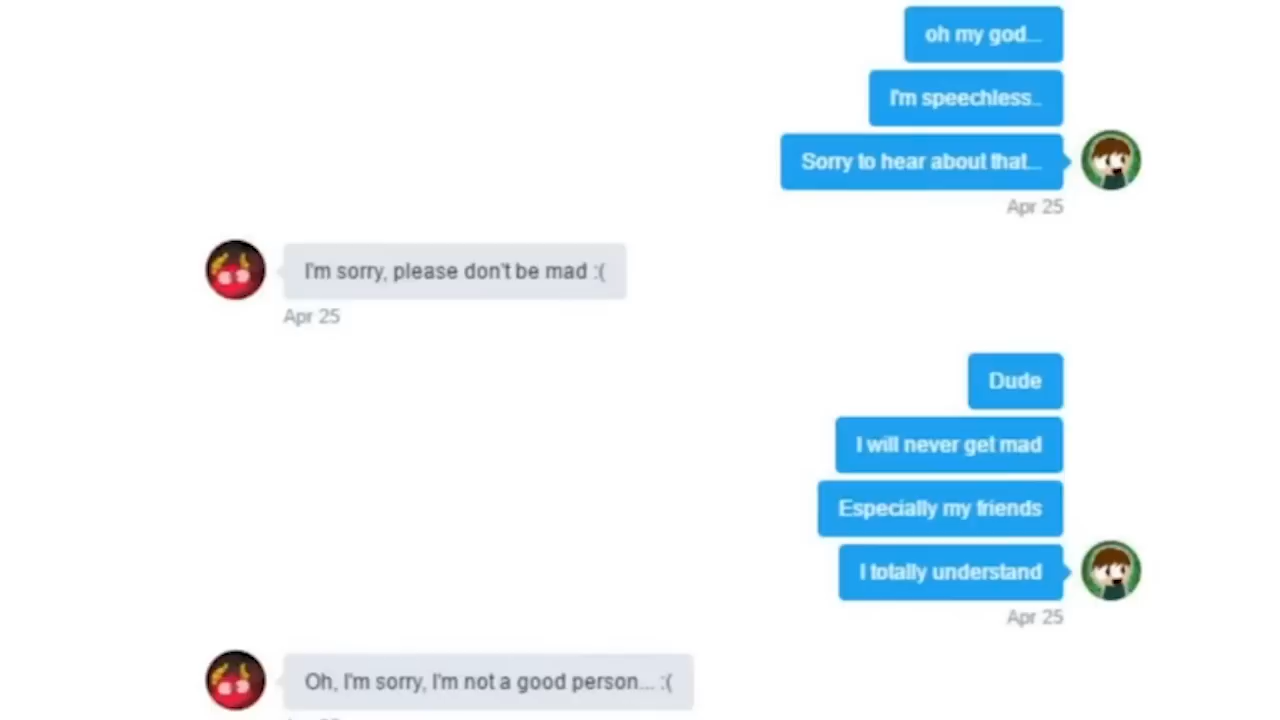 oh my god...
I'm speechless..
Sorry to hear about that...
Apr 25
I'm sorry, please don't be mad :(
Apr 25
Dude
I will never get mad
Especially my friends
I totally understand
Apr 25
Oh, I'm sorry, I'm not a good person... :(